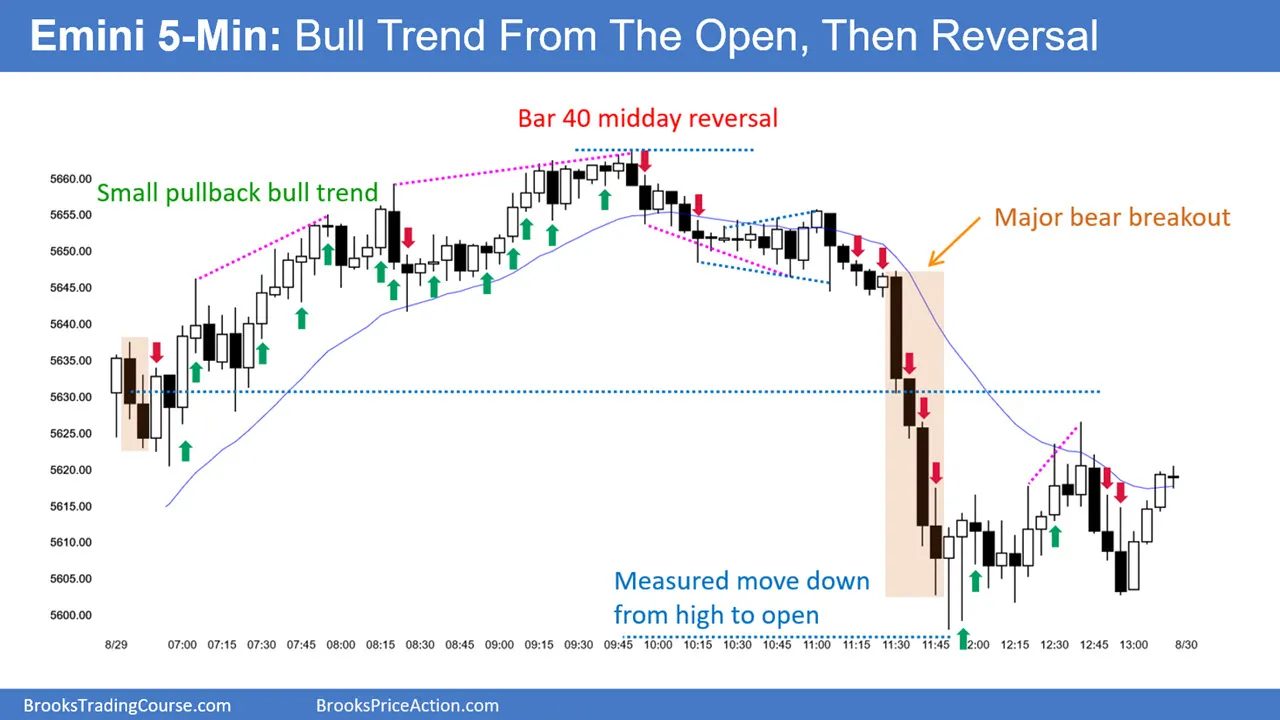 Emini 5-Min: Bull Trend From The Open, Then Reversal
Bar 40 midday reversal
Small pullback bull trend
Major bear breakout
Measured move down
from high to open
5660.00
5655.00
5650.00
5645.00
5640.00
5635.00
5630.00
5625.00
5620.00
5615.00
5610.00
5605.00
5600.00
8/29 07:00 07:15 07:30 07:45 08:00 08:15 08:30 08:45 09:00 09:15 09:30 09:45 10:00 10:15 10:30 10:45 11:00 11:15 11:30 11:45 12:00 12:15 12:30 12:45 13:00 8/30
BrooksTradingCourse.com BrooksPriceAction.com